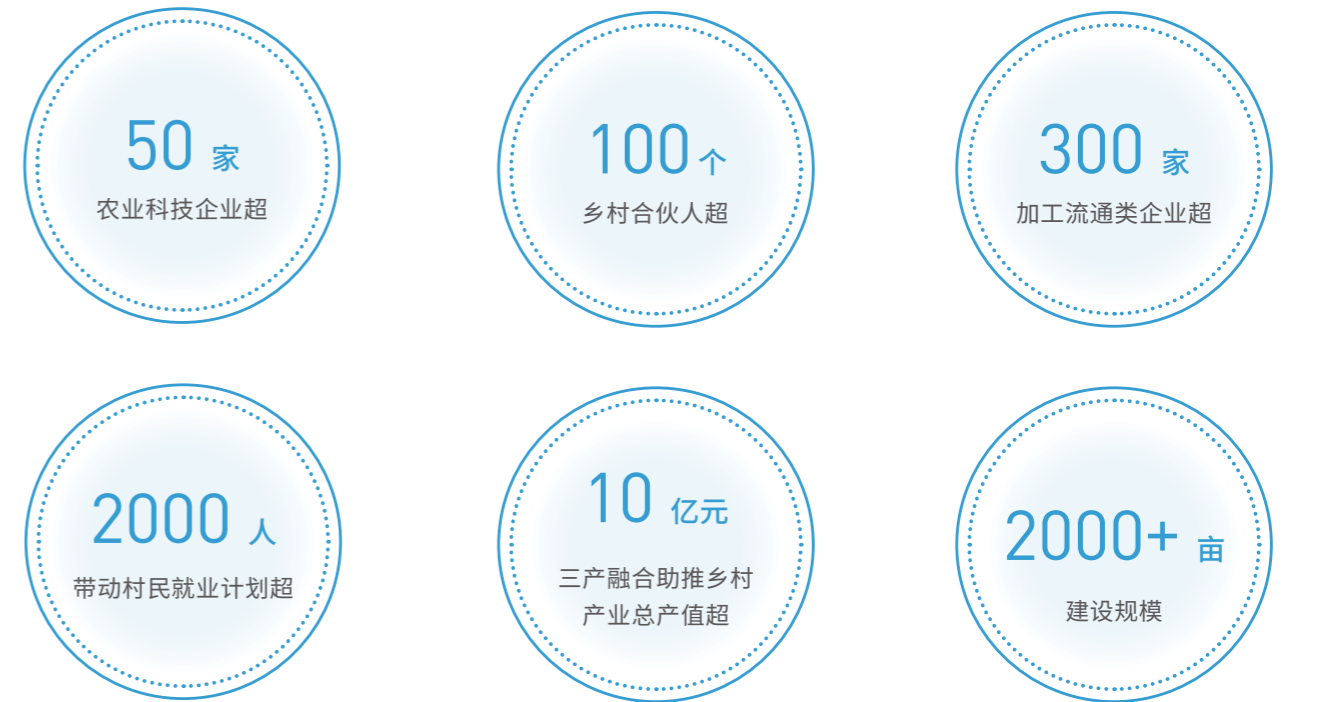 50 家
农业科技企业超
100个
乡村合伙人超
300 家
加工流通类企业超
2000 人
带动村民就业计划超
10 亿元
三产融合助推乡村
产业总产值超
2000+ 亩
建设规模